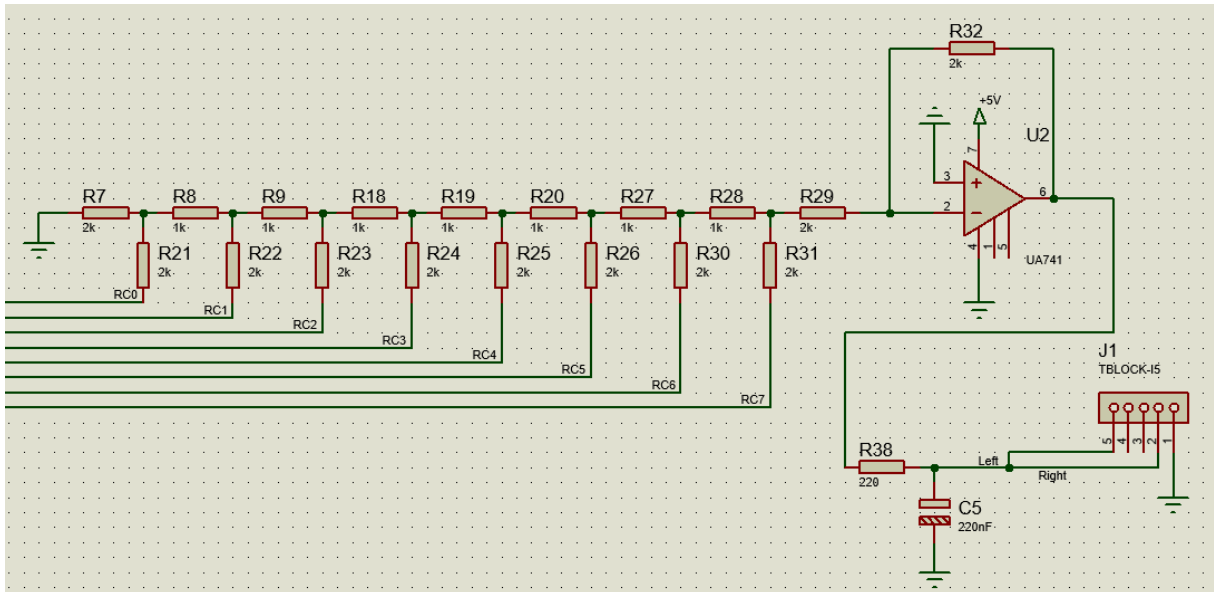 R32
2k
+5V
U2
7
3
2
6
4
1
5
UA741
R7
R8
R9
R18
R19
R20
R27
R28
R29
2k
1k
1k
1k
1k
1k
1k
1k
2k
R21
R22
R23
R24
R25
R26
R30
R31
2k
2k
2k
2k
2k
2k
2k
2k
RC0
RC1
RC2
RC3
RC4
RC5
RC6
RC7
J1
TBLOCK-I5
5
4
3
2
1
R38
220
Left
Right
C5
220nF